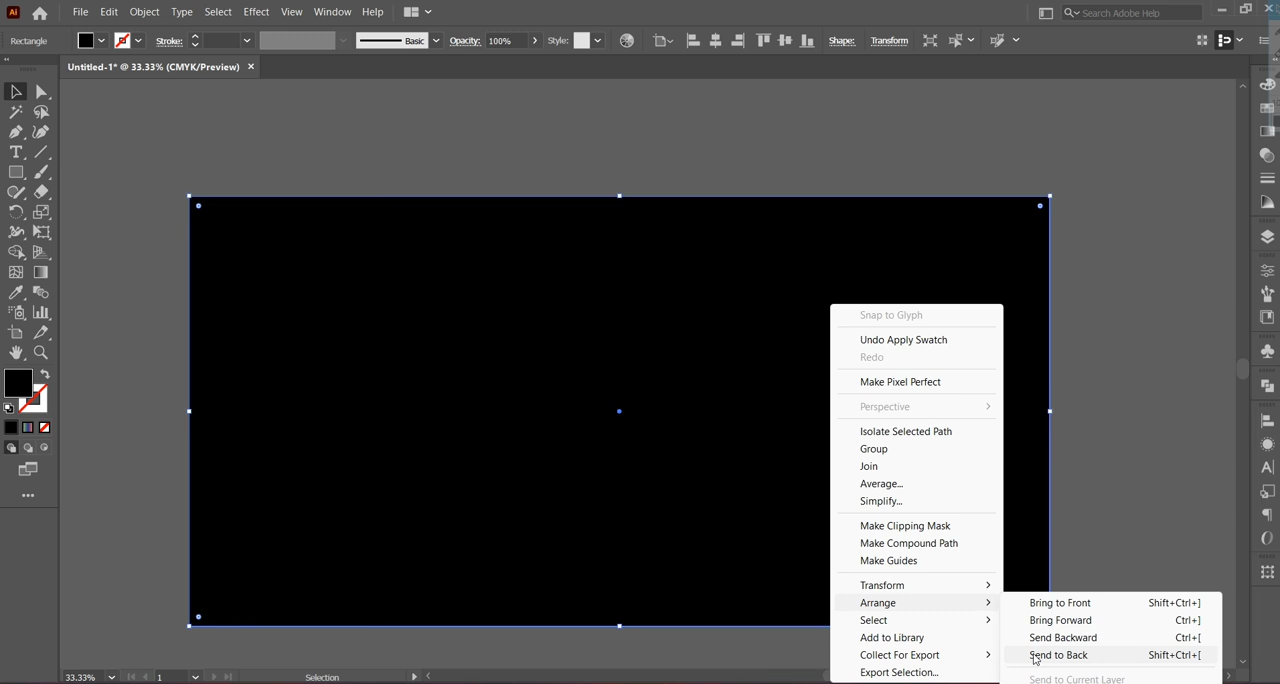 Ai File Edit Object Type Select Effect View Window Help Search Adobe Help
Rectangle Stroke: Basic Opacity: 100% Style: Shape: Transform
Untitled-1* @ 33.33% (CMYK/Preview) ×
Snap to Glyph
Undo Apply Swatch
Redo
Make Pixel Perfect
Perspective
Isolate Selected Path
Group
Join
Average...
Simplify...
Make Clipping Mask
Make Compound Path
Make Guides
Transform
Arrange
Select
Add to Library
Collect For Export
Export Selection...
Bring to Front Shift+Ctrl+]
Bring Forward Ctrl+]
Send Backward Ctrl+[
Send to Back Shift+Ctrl+[
Send to Current Layer
33.33% 1 Selection